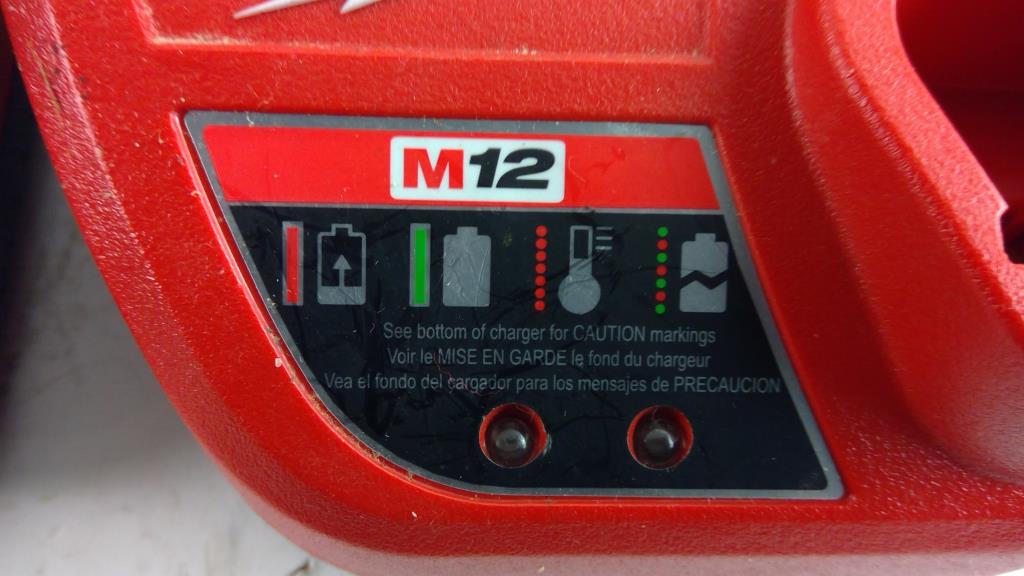 M12
See bottom of charger for CAUTION markings
Voir le MISE EN GARDE le fond du chargeur
Vea el fondo del cargador para los mensajes de PRECAUCION